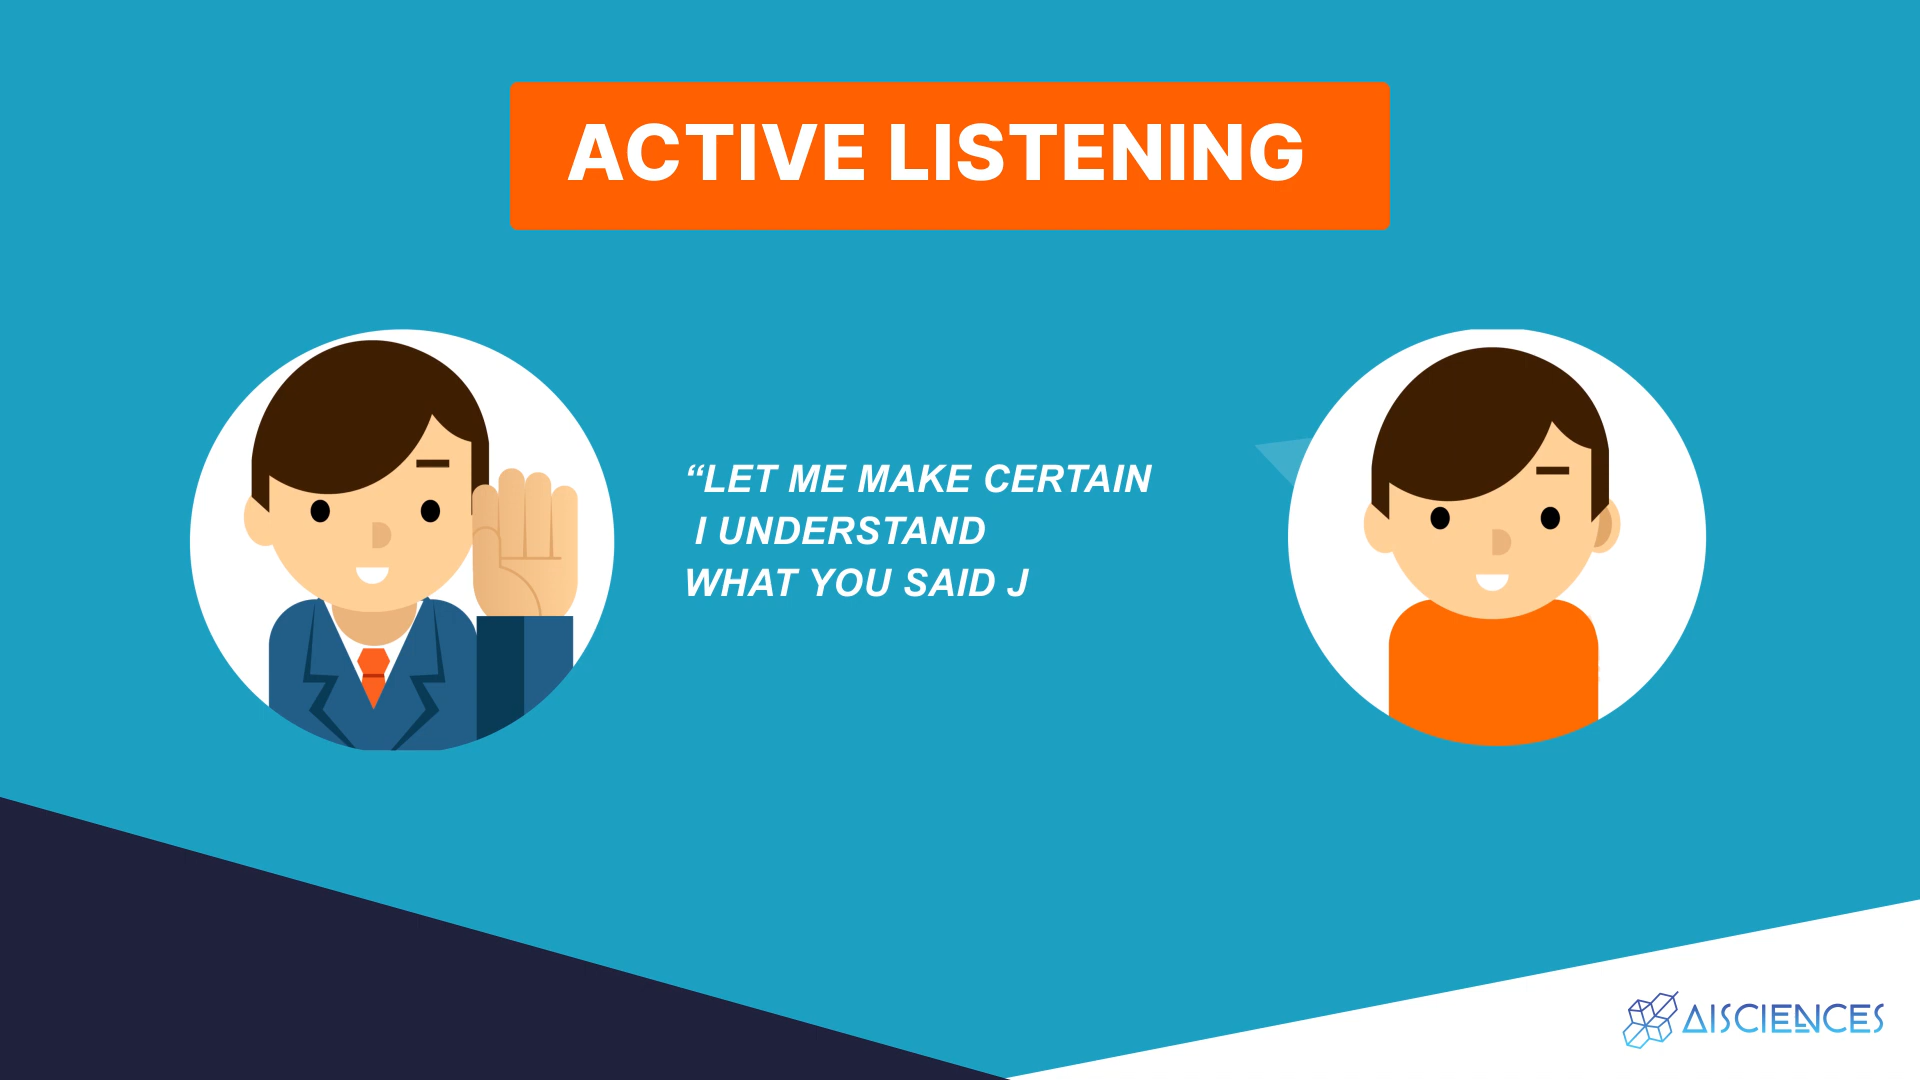 ACTIVE LISTENING
“LET ME MAKE CERTAIN
I UNDERSTAND
WHAT YOU SAID J
AISCIENCES